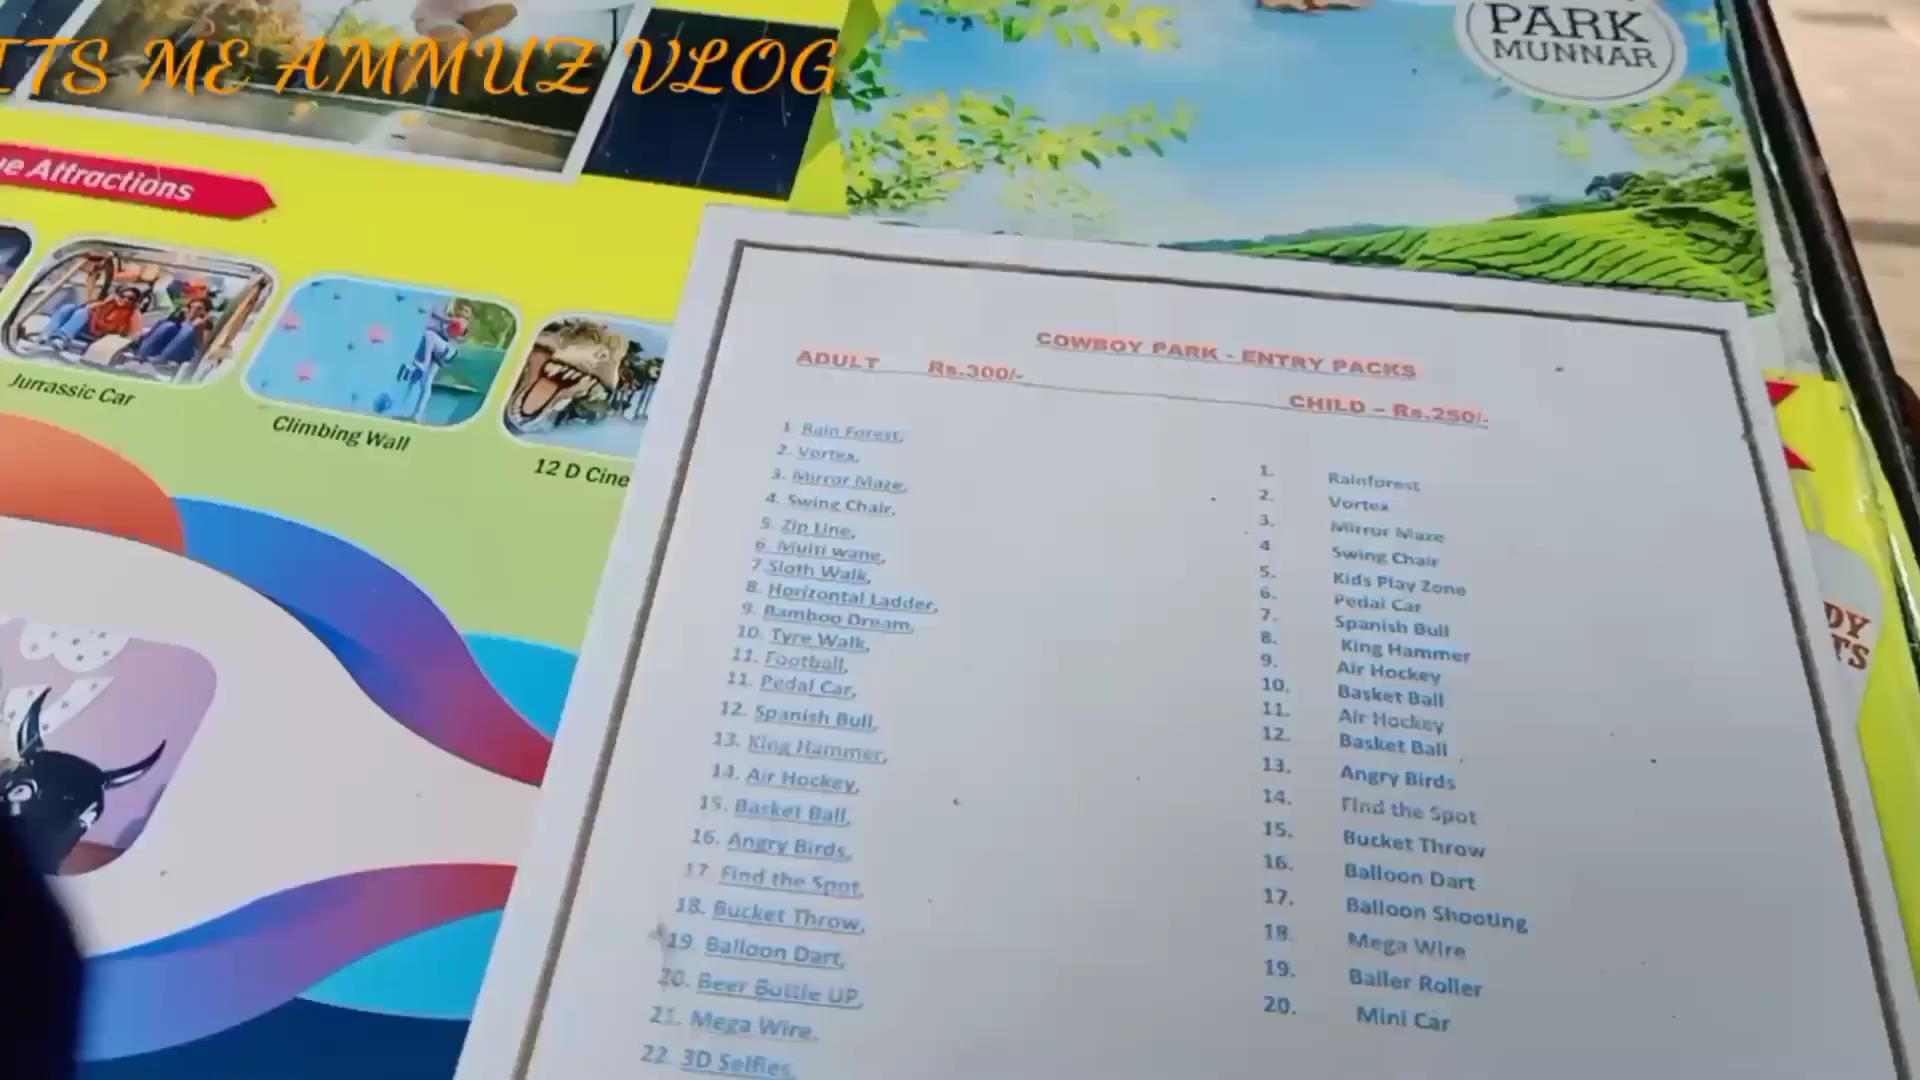 ITS ME AMMUZ VLOG
PARK
MUNNAR
ue Attractions
Jurrassic Car
Climbing Wall
12 D Cine
COWBOY PARK - ENTRY PACKS
ADULT Rs.300/-
CHILD – Rs.250/-
1. Rain Forest,
2. Vortex,
3. Mirror Maze,
4. Swing Chair,
5. Zip Line,
6. Multi wane,
7.Sloth Walk,
8. Horizontal Ladder,
9. Bamboo Dream,
10. Tyre Walk,
11. Football,
11. Pedal Car,
12. Spanish Bull,
13. King Hammer,
14. Air Hockey,
15. Basket Ball,
16. Angry Birds,
17. Find the Spot,
18. Bucket Throw,
19. Balloon Dart,
20. Beer Bottle UP,
21. Mega Wire,
22. 3D Selfies,
1. Rainforest
2. Vortex
3. Mirror Maze
4 Swing Chair
5. Kids Play Zone
6. Pedal Car
7. Spanish Bull
8. King Hammer
9. Air Hockey
10. Basket Ball
11. Air Hockey
12. Basket Ball
13. Angry Birds
14. Find the Spot
15. Bucket Throw
16. Balloon Dart
17. Balloon Shooting
18. Mega Wire
19. Baller Roller
20. Mini Car
DY
TS